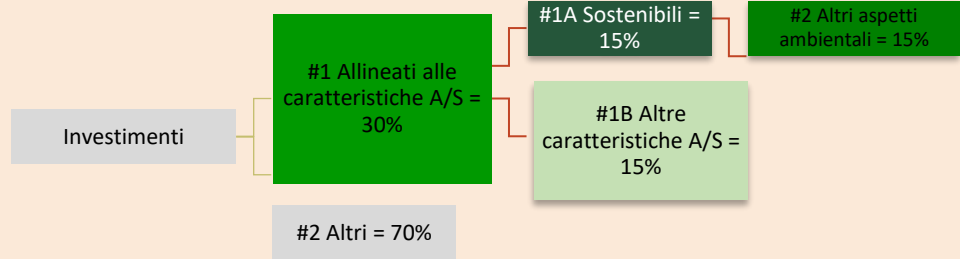 Investimenti
#1 Allineati alle
caratteristiche A/S =
30%
#2 Altri = 70%
#1A Sostenibili =
15%
#1B Altre
caratteristiche A/S =
15%
#2 Altri aspetti
ambientali = 15%